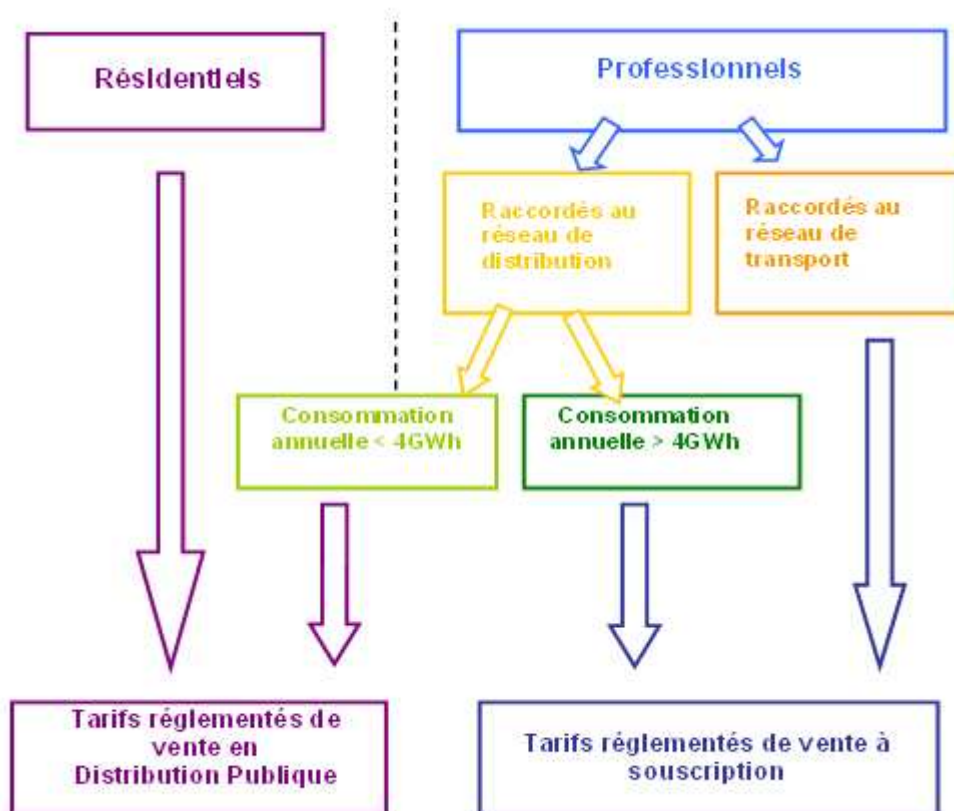 Résidentiels
Professionnels
Raccordés au
réseau de
distribution
Raccordés au
réseau de
transport
Consommation
annuelle < 4GWh
Consommation
annuelle > 4GWh
Tarifs réglementés de
vente en
Distribution Publique
Tarifs réglementés de vente à
souscription